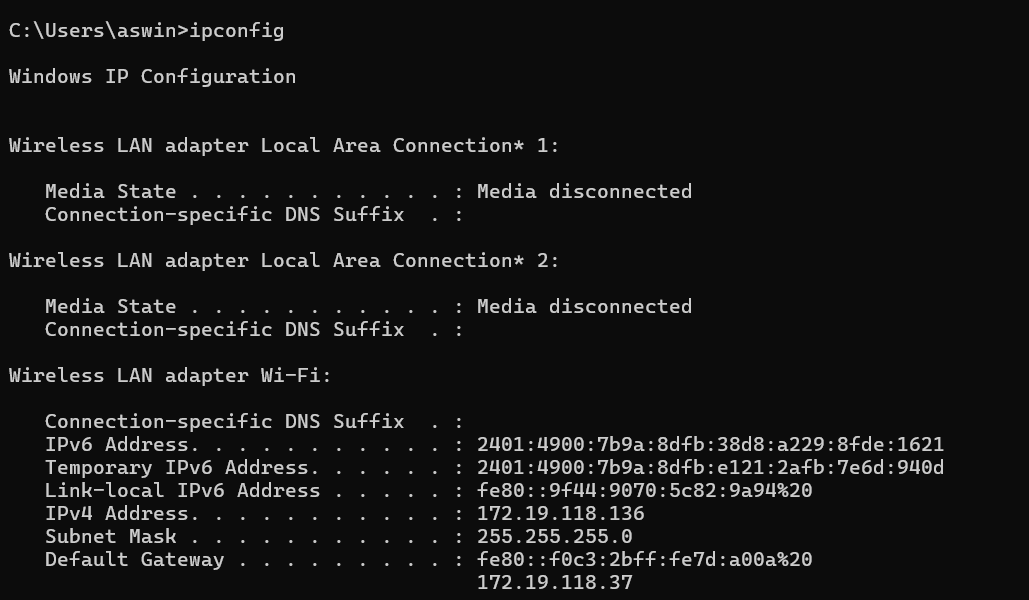 C:\Users\aswin>ipconfig
Windows IP Configuration
Wireless LAN adapter Local Area Connection* 1:
   Media State . . . . . . . . . . . : Media disconnected
   Connection-specific DNS Suffix  . :
Wireless LAN adapter Local Area Connection* 2:
   Media State . . . . . . . . . . . : Media disconnected
   Connection-specific DNS Suffix  . :
Wireless LAN adapter Wi-Fi:
   Connection-specific DNS Suffix  . :
   IPv6 Address. . . . . . . . . . . : 2401:4900:7b9a:8dfb:38d8:a229:8fde:1621
   Temporary IPv6 Address. . . . . . : 2401:4900:7b9a:8dfb:e121:2afb:7e6d:940d
   Link-local IPv6 Address . . . . . : fe80::9f44:9070:5c82:9a94%20
   IPv4 Address. . . . . . . . . . . : 172.19.118.136
   Subnet Mask . . . . . . . . . . . : 255.255.255.0
   Default Gateway . . . . . . . . . : fe80::f0c3:2bff:fe7d:a00a%20
                                       172.19.118.37